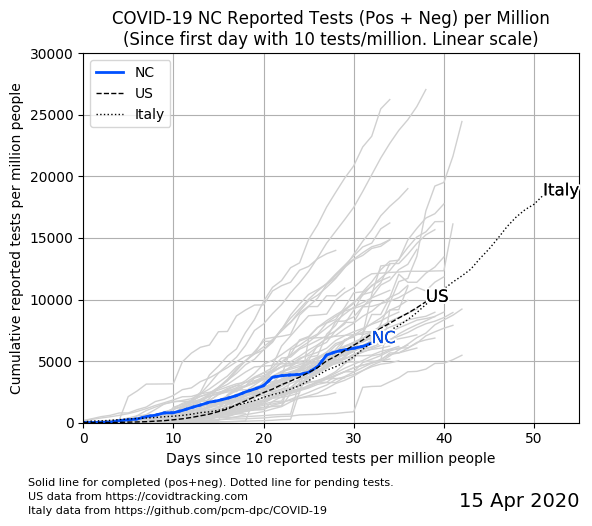 COVID-19 NC Reported Tests (Pos + Neg) per Million
(Since first day with 10 tests/million. Linear scale)
Cumulative reported tests per million people
30000
25000
20000
15000
10000
5000
0
NC
US
Italy
Italy
US
NC
0 10 20 30 40 50
Days since 10 reported tests per million people
Solid line for completed (pos+neg). Dotted line for pending tests.
US data from https://covidtracking.com
Italy data from https://github.com/pcm-dpc/COVID-19
15 Apr 2020